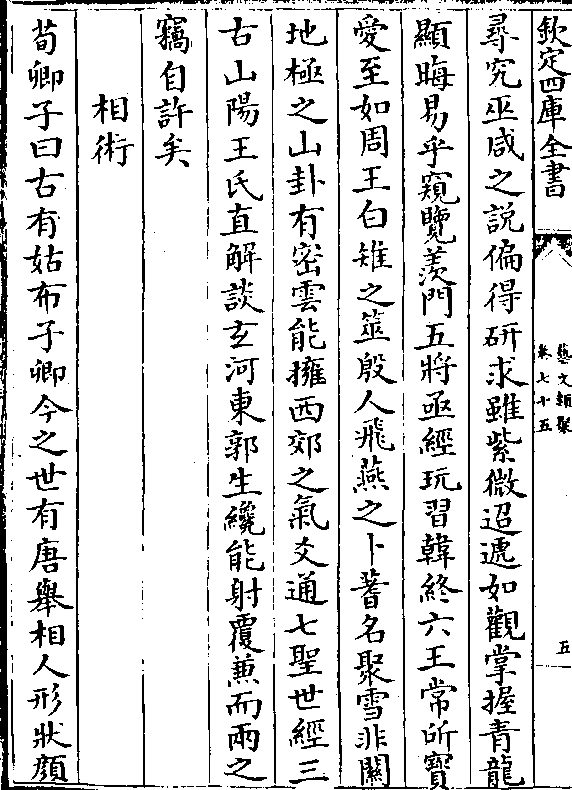 欽定四庫全書
藝文類聚
卷七十五
五
尋究巫咸之說偏得研求雖紫微迢遞如觀掌握青龍
顯晦易乎窺覽羨門五將亟經玩習韓終六王常所寶
愛至如周王白雉之筮殷人飛燕之卜蓍名聚雪非關
地極之山卦有密雲能擁西郊之氣爻通七聖世經三
古山陽王氏直解談玄河東郭生纔能射覆兼而兩之
竊自許矣
相術
荀卿子曰古有姑布子卿今之世有唐舉相人形狀顔